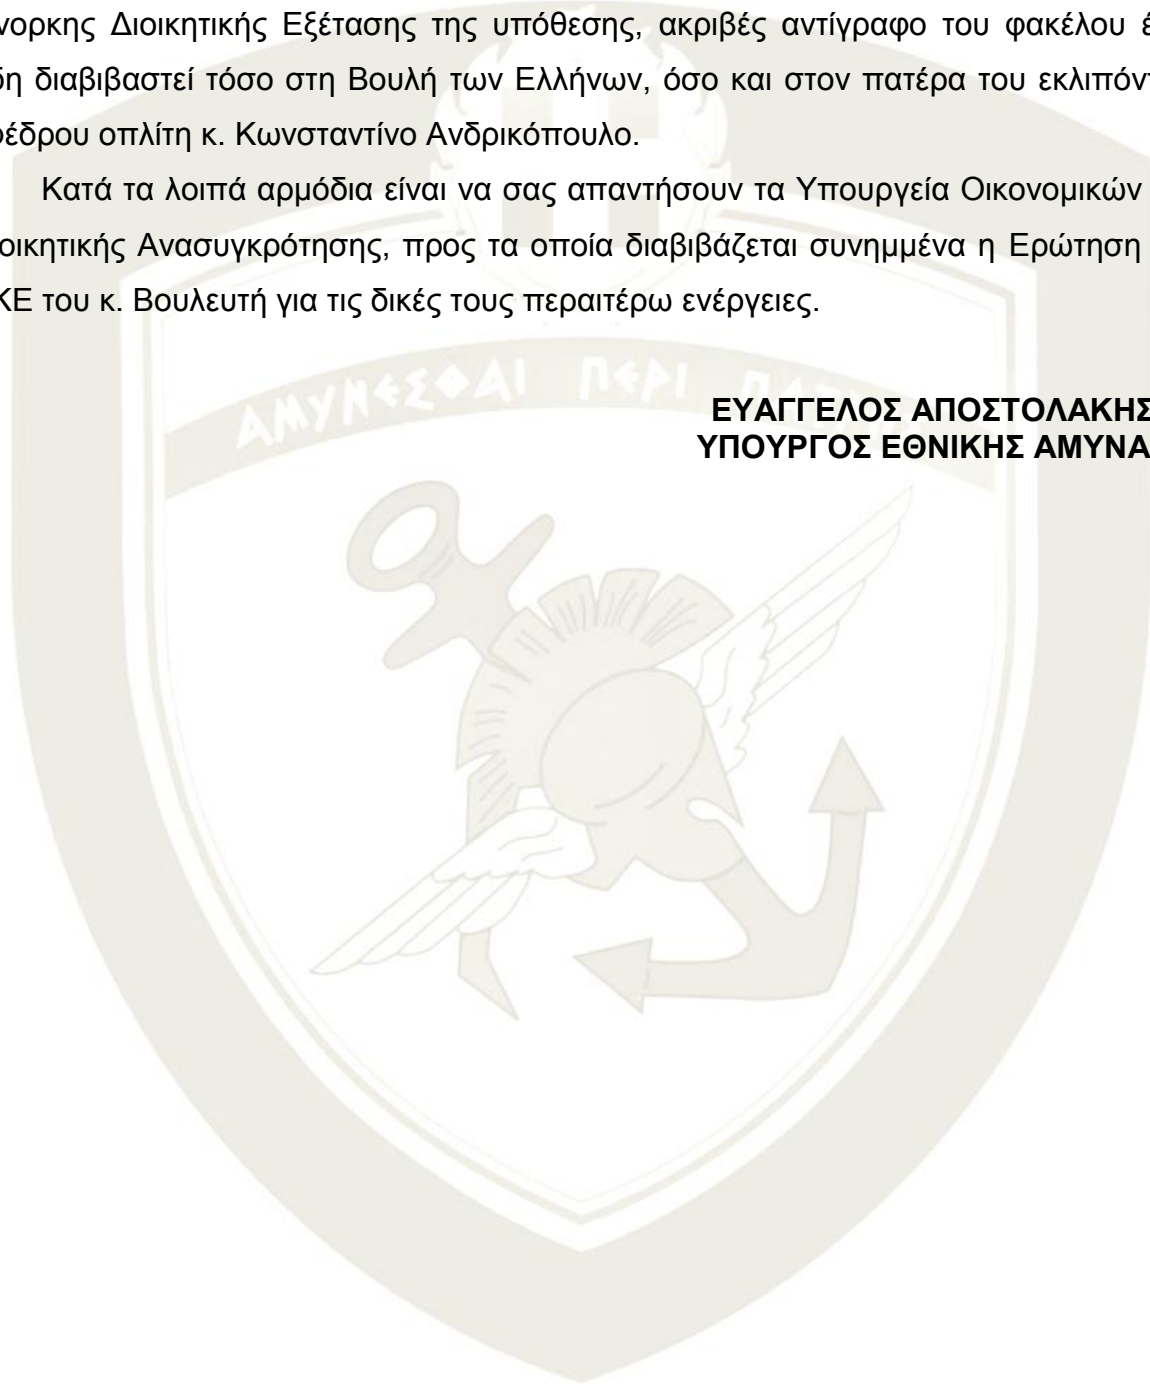 νορκης Διοικητικής Εξέτασης της υπόθεσης, ακριβές αντίγραφο του φακέλου έ
δη διαβιβαστεί τόσο στη Βουλή των Ελλήνων, όσο και στον πατέρα του εκλιπόντ
φέδρου οπλίτη κ. Κωνσταντίνο Ανδρικόπουλο.
Κατά τα λοιπά αρμόδια είναι να σας απαντήσουν τα Υπουργεία Οικονομικών
οικητικής Ανασυγκρότησης, προς τα οποία διαβιβάζεται συνημμένα η Ερώτηση
ΚΕ του κ. Βουλευτή για τις δικές τους περαιτέρω ενέργειες.
ΑΜΥΝΕΣΘΑΙ ΠΕΡΙ
ΕΥΑΓΓΕΛΟΣ ΑΠΟΣΤΟΛΑΚΗΣ
ΥΠΟΥΡΓΟΣ ΕΘΝΙΚΗΣ ΑΜΥΝΑ